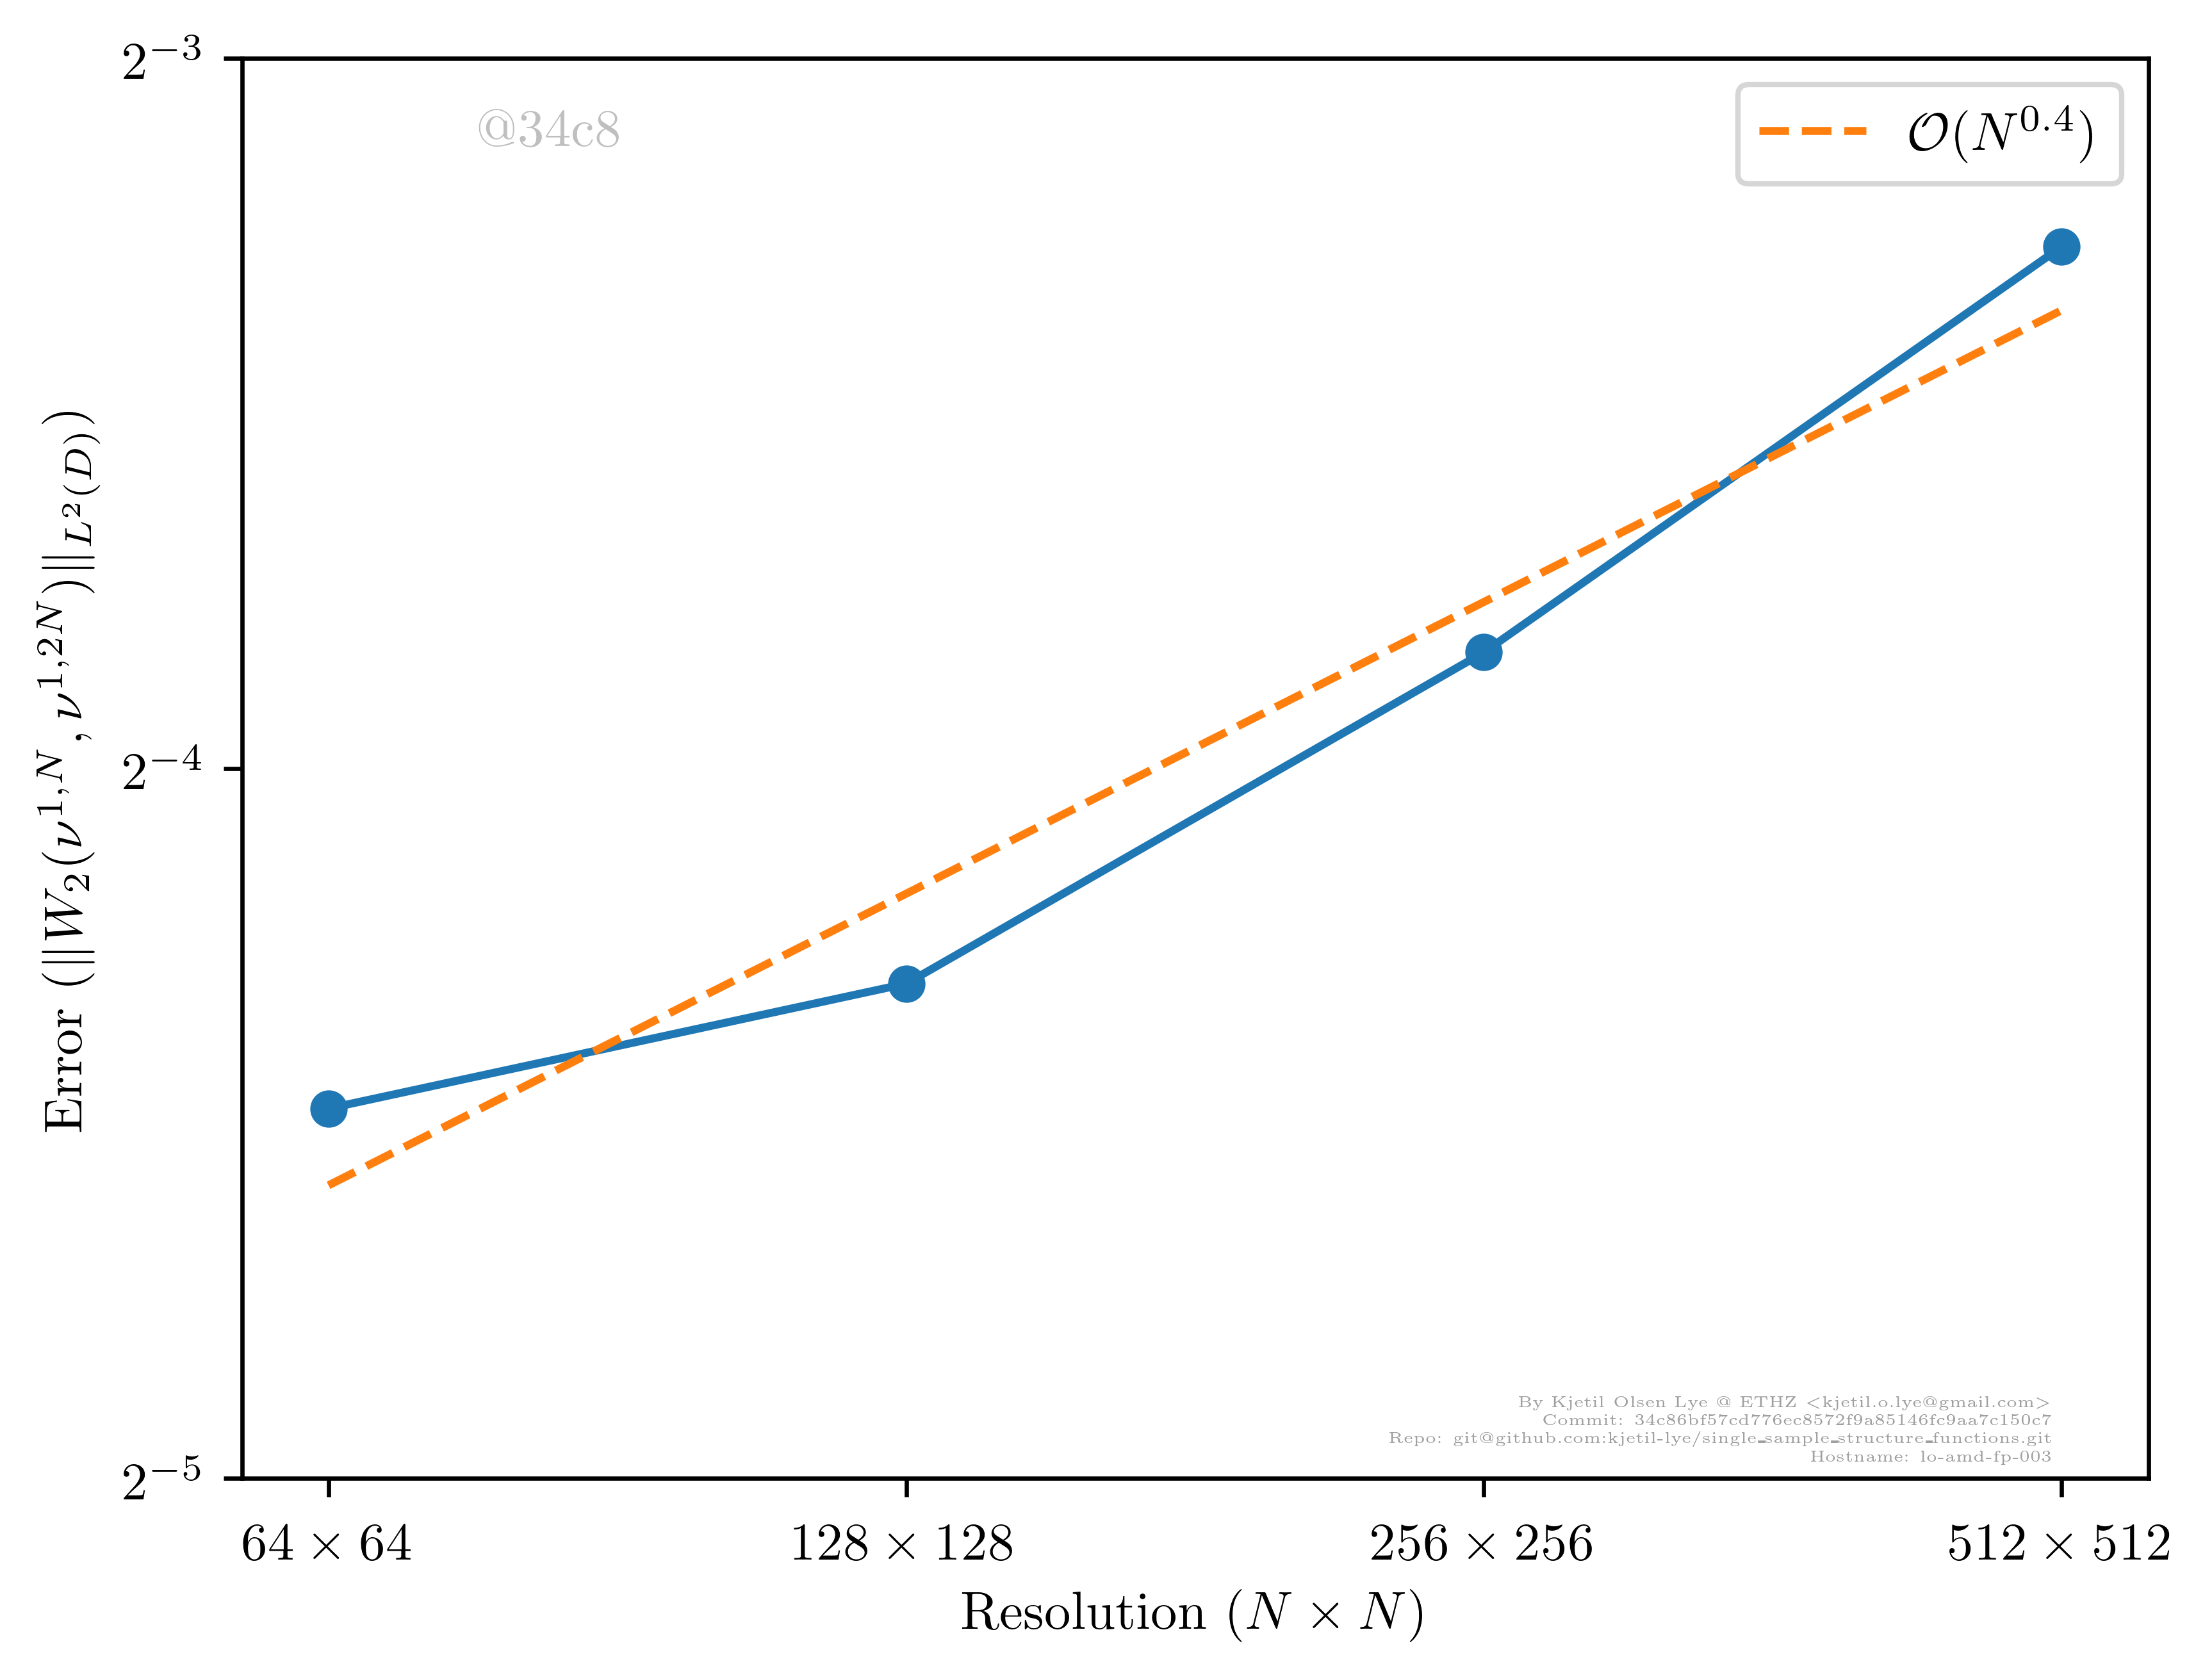 2^{-3}
@34c8
𝒪(N^{0.4})
2^{-4}
2^{-5}
Error (||W_2(ν^{1,N}, ν^{1,2N})||_{L^2(D)})
By Kjetil Olsen Lye @ ETHZ <kjetil.o.lye@gmail.com>
Commit: 34c86bf57cd776ec8572f9a85146fc9aa7c150c7
Repo: git@github.com:kjetil-lye/single_sample_structure_functions.git
Hostname: lo-amd-fp-003
64 × 64 128 × 128 256 × 256 512 × 512
Resolution (N × N)